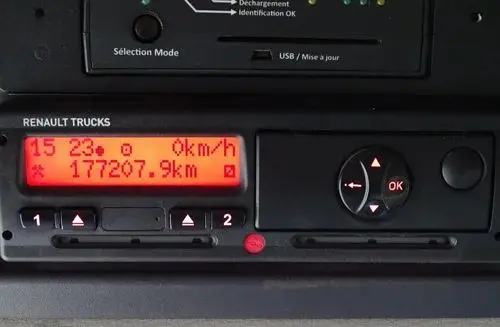 Déchargement
Identification OK
Sélection Mode
USB / Mise à jour
RENAULT TRUCKS
15 23 0km/h
177207.9km
1
2
OK